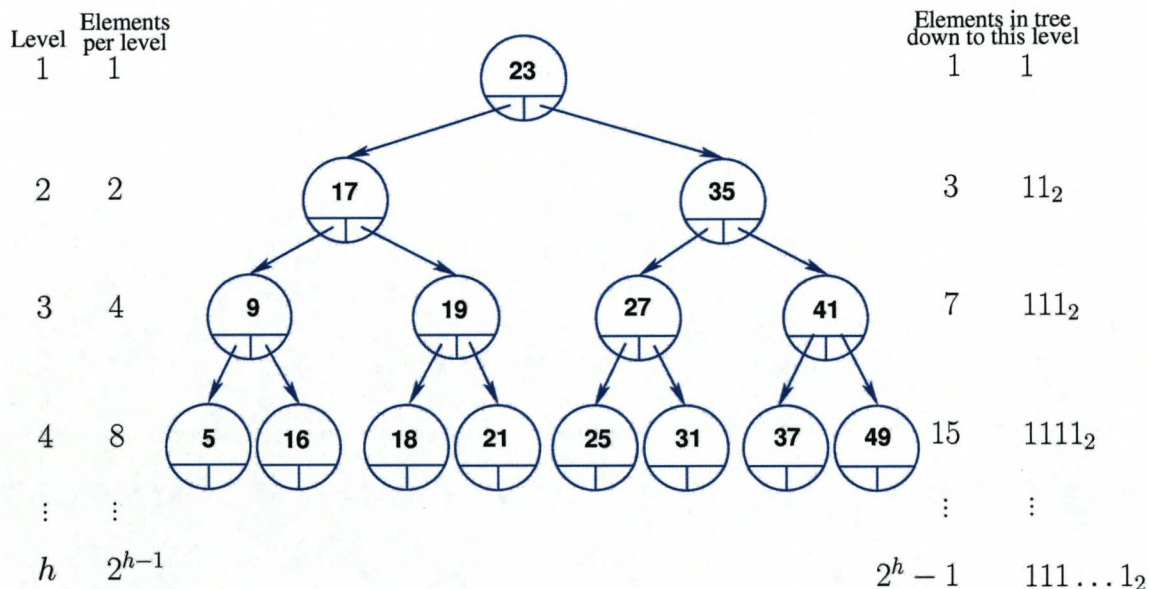 Elements Elements in tree
Level per level down to this level
1 1 23 1 1
2 2 17 35 3 11₂
3 4 9 19 27 41 7 111₂
4 8 5 16 18 21 25 31 37 49 15 1111₂
⋮ ⋮ ⋮ ⋮
h 2^{h−1} 2^h − 1 111 … 1₂